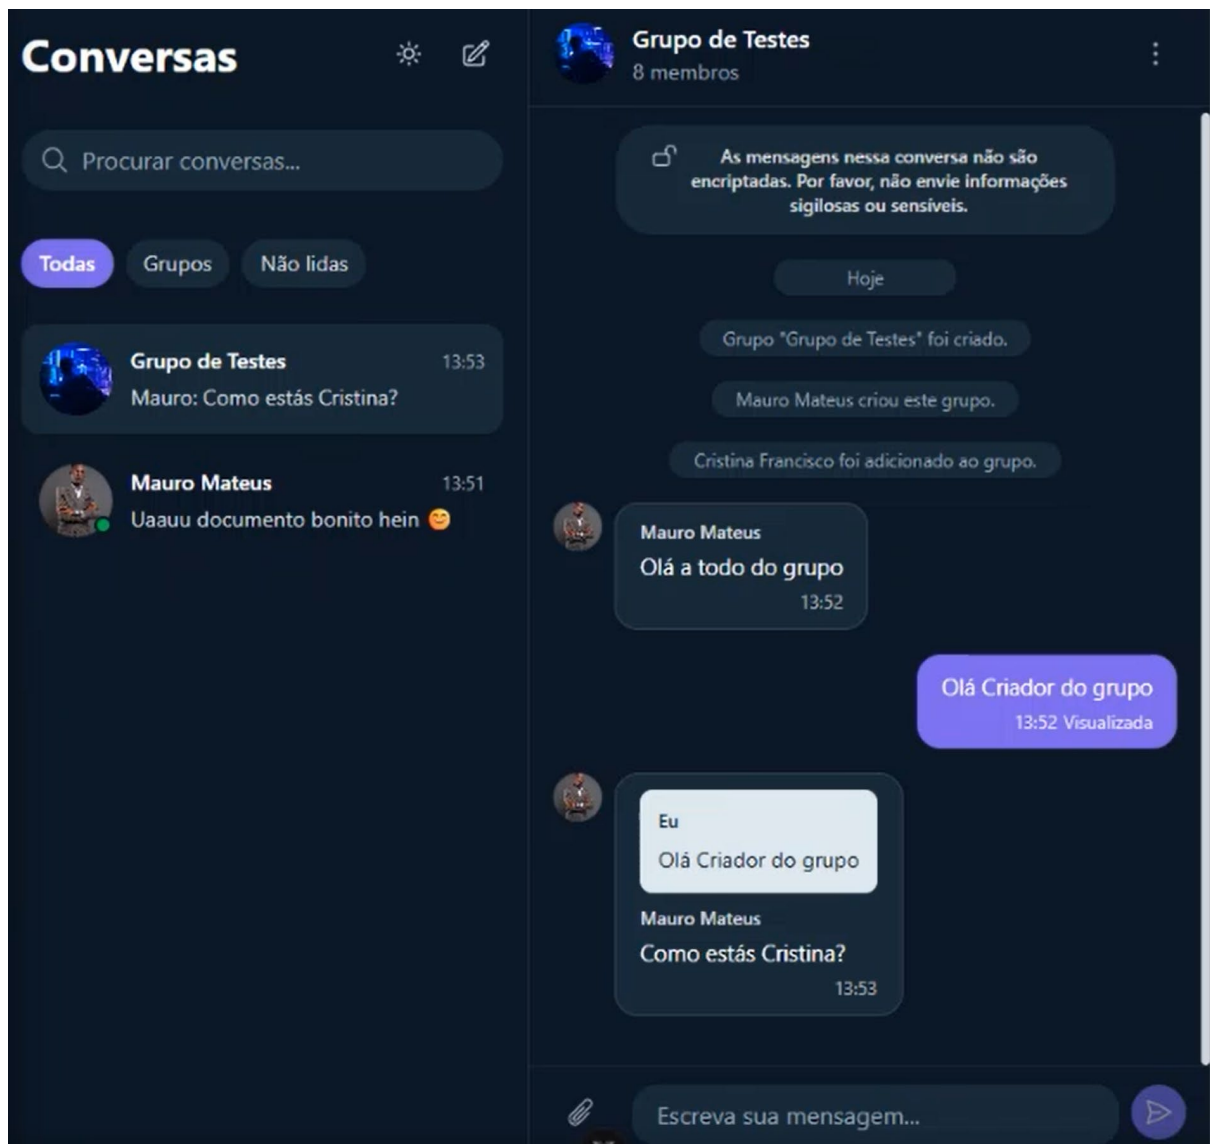 Conversas
Procurar conversas...
Todas
Grupos
Não lidas
Grupo de Testes
13:53
Mauro: Como estás Cristina?
Mauro Mateus
13:51
Uaauu documento bonito hein 😊
Grupo de Testes
8 membros
As mensagens nessa conversa não são
encriptadas. Por favor, não envie informações
sigilosas ou sensíveis.
Hoje
Grupo "Grupo de Testes" foi criado.
Mauro Mateus criou este grupo.
Cristina Francisco foi adicionado ao grupo.
Mauro Mateus
Olá a todo do grupo
13:52
Olá Criador do grupo
13:52 Visualizada
Eu
Olá Criador do grupo
Mauro Mateus
Como estás Cristina?
13:53
Escreva sua mensagem...